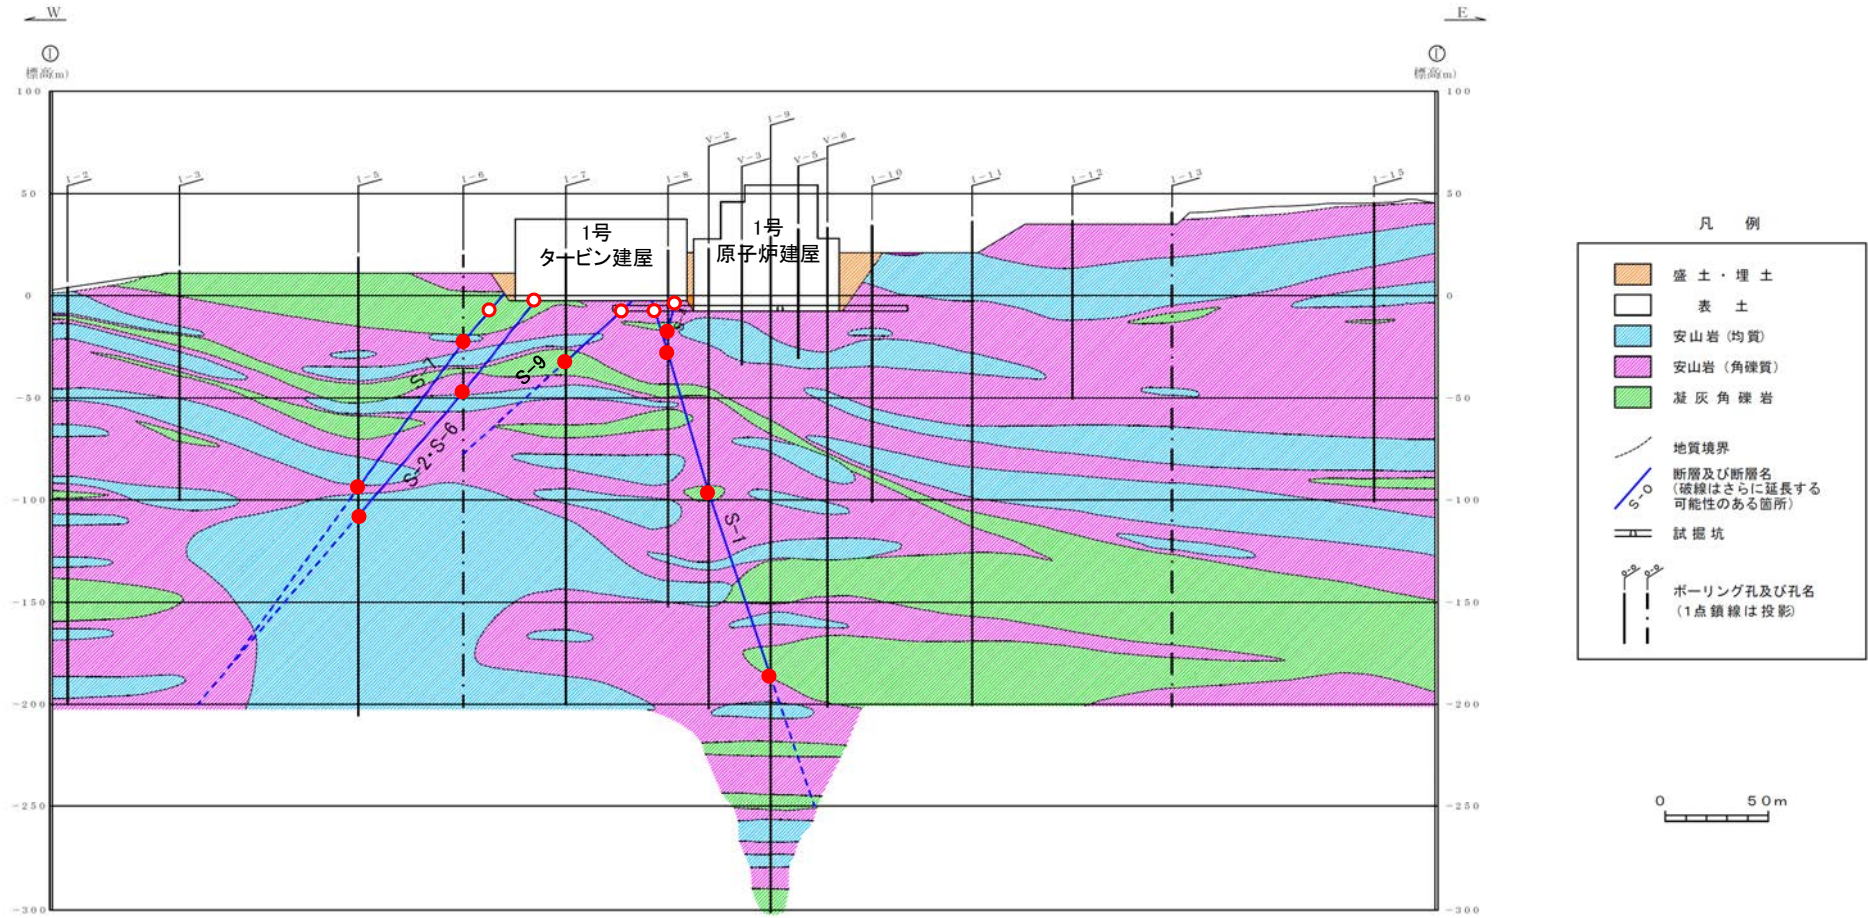 W
E
Ⓘ
Ⓘ
標高(m)
標高(m)
100
50
0
-50
-100
-150
-200
-250
-300
100
50
0
-50
-100
-150
-200
-250
-300
I-9
V-2
V-6
V-3
V-5
I-2
I-3
I-5
I-6
I-7
I-8
I-10
I-11
I-12
I-13
I-15
1号
タービン建屋
1号
原子炉建屋
S-1
S-2・S-6
S-9
S-1
凡 例
盛土・埋土
表 土
安山岩(均質)
安山岩(角礫質)
凝灰角礫岩
地質境界
S-O
断層及び断層名
(破線はさらに延長する
可能性のある箇所)
試掘坑
O-O O-O
ボーリング孔及び孔名
(1点鎖線は投影)
0 50m